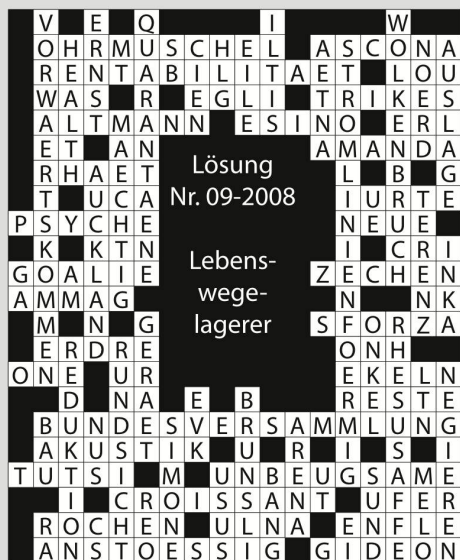 V E Q I W
OHRMUSCHEL ASCONA
RENTABILITAET LOU
WAS R EGLI TRIKES
ALTMANN ESINO ERL
ET AN AMANDA
RHAET L B G
T UCA IURTE
PSYCHE NEUE
K KTN I CRI
GOALIE ZECHEN
AMMAG N NK
M N G SFORZA
ERDRE ONH
ONE UR EKELN
D NA E B RESTE
BUNDESVERSAMMLUNG
AKUSTIK U R I S I
TUTSI M UNBEUGSAME
I CROISSANT UFER
ROCHEN ULNA ENFLE
ANSTOESSIG GIDEON
Lösung
Nr. 09-2008
Lebens-
wege-
lagerer